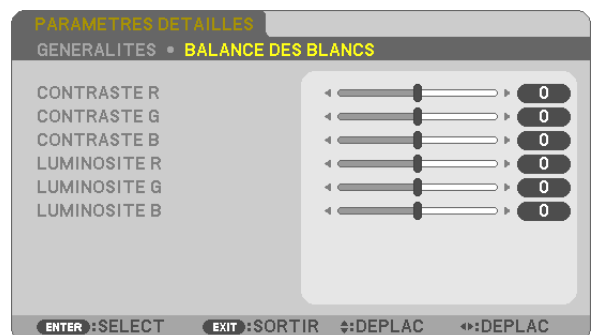 PARAMETRES DETAILLES
GENERALITES • BALANCE DES BLANCS
CONTRASTE R 0
CONTRASTE G 0
CONTRASTE B 0
LUMINOSITE R 0
LUMINOSITE G 0
LUMINOSITE B 0
ENTER :SELECT EXIT :SORTIR :DEPLAC :DEPLAC